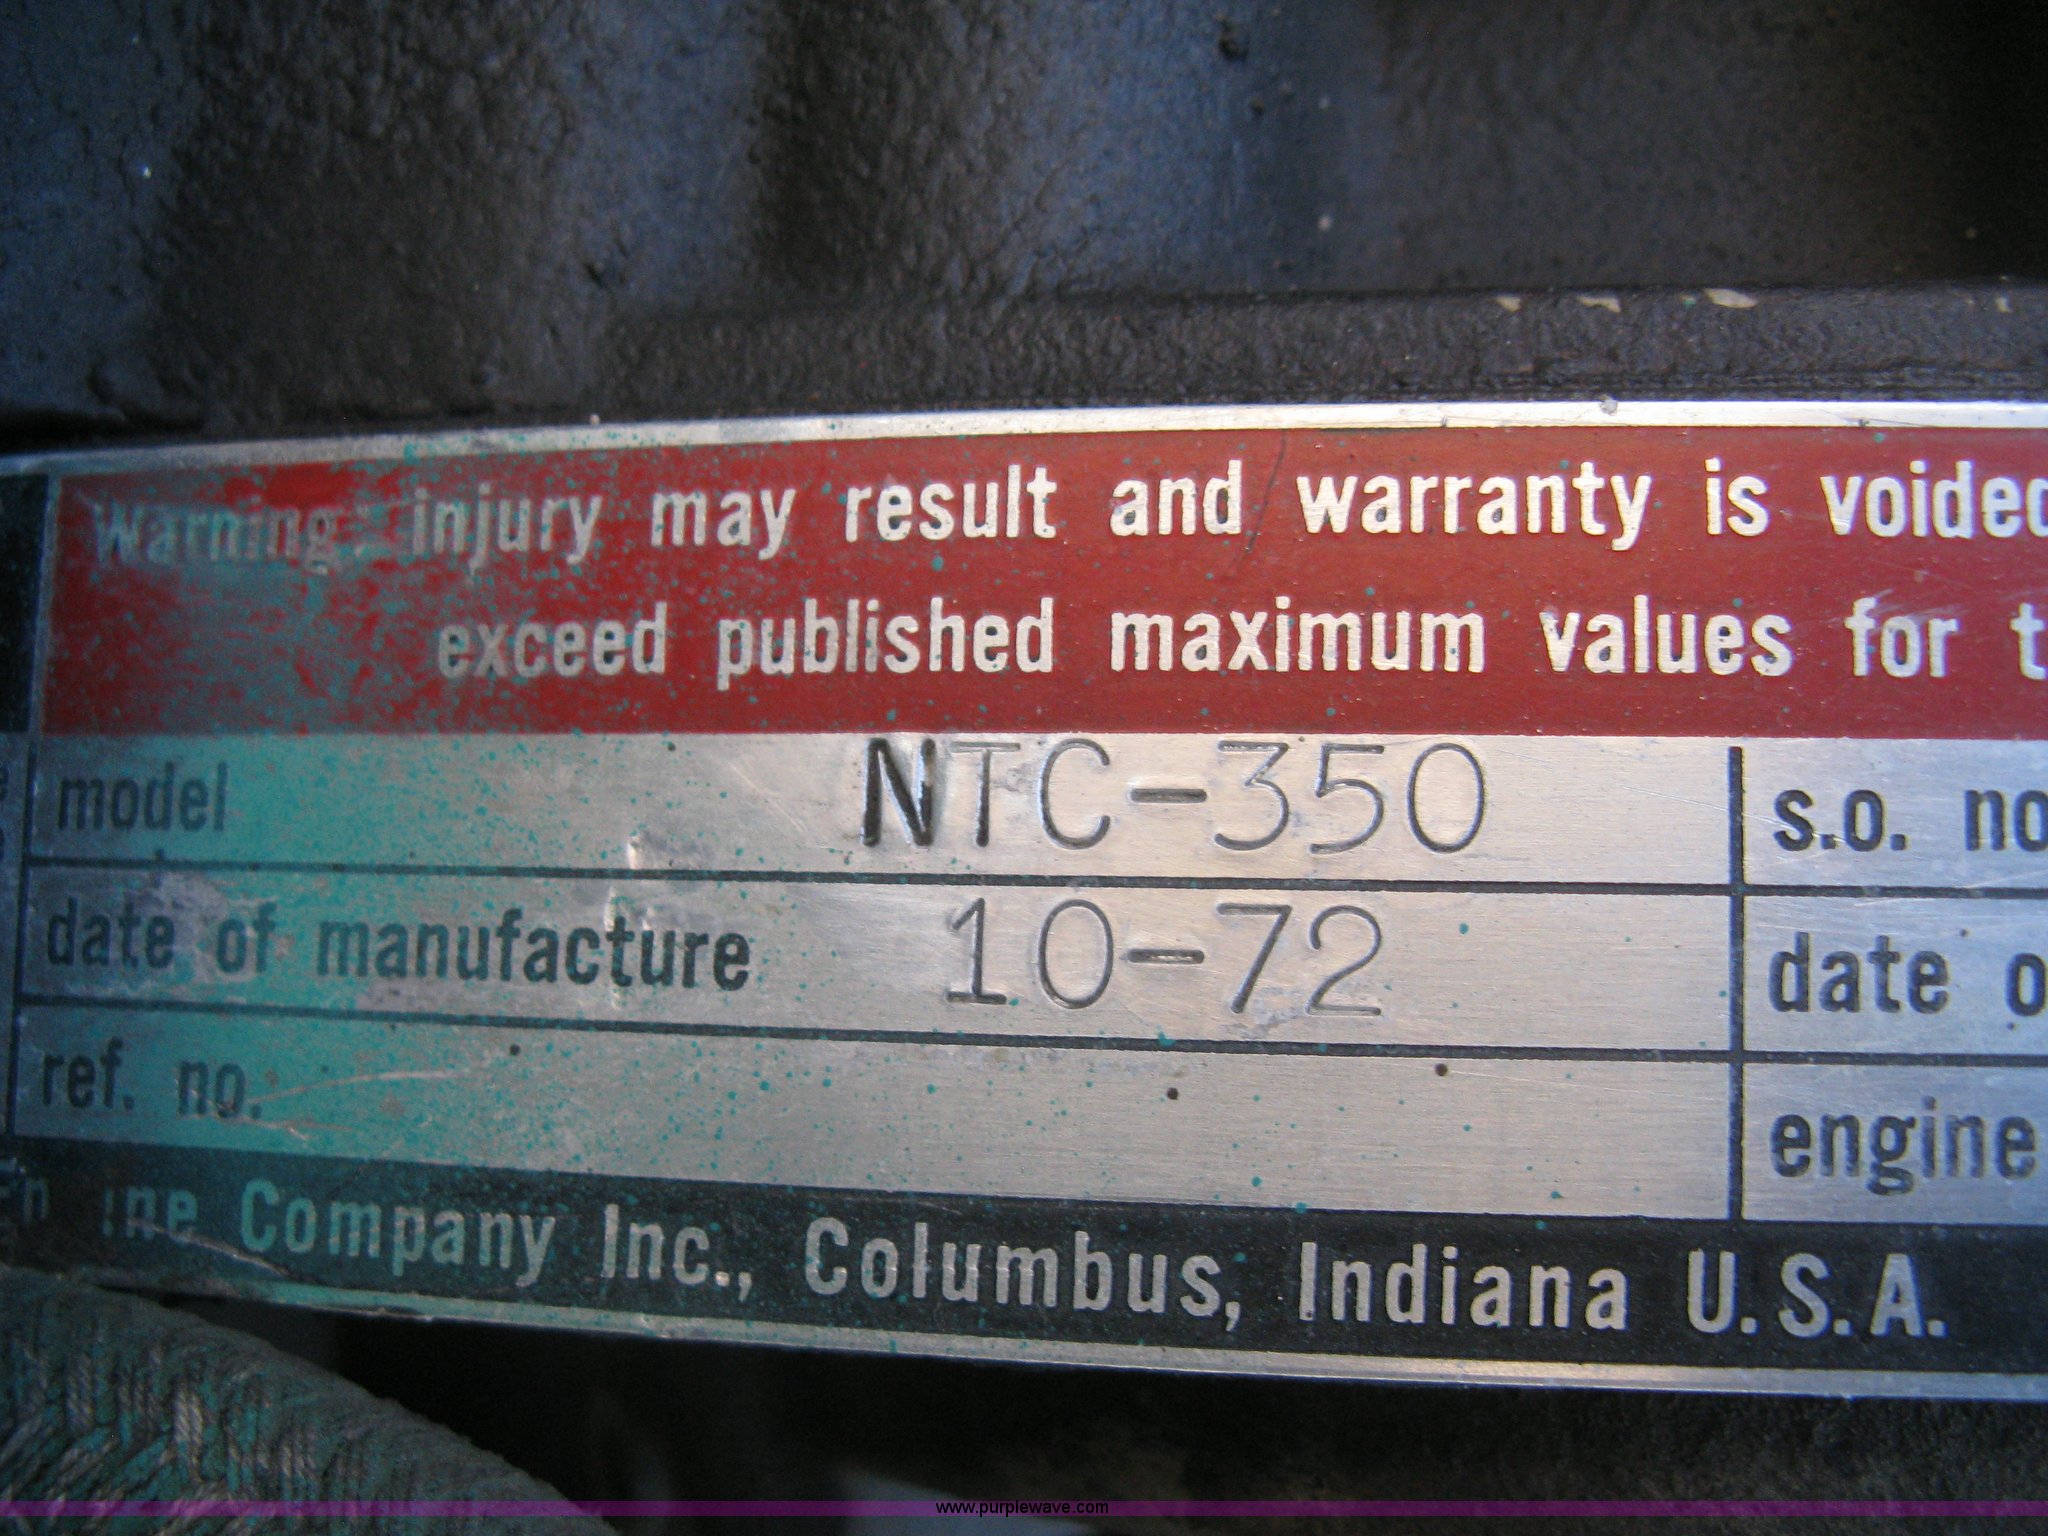 Warning: injury may result and warranty is voided
exceed published maximum values for
model NTC-350 s.o. no
date of manufacture 10-72 date o
ref. no. engine
Company Inc., Columbus, Indiana U.S.A.
www.purplewave.com